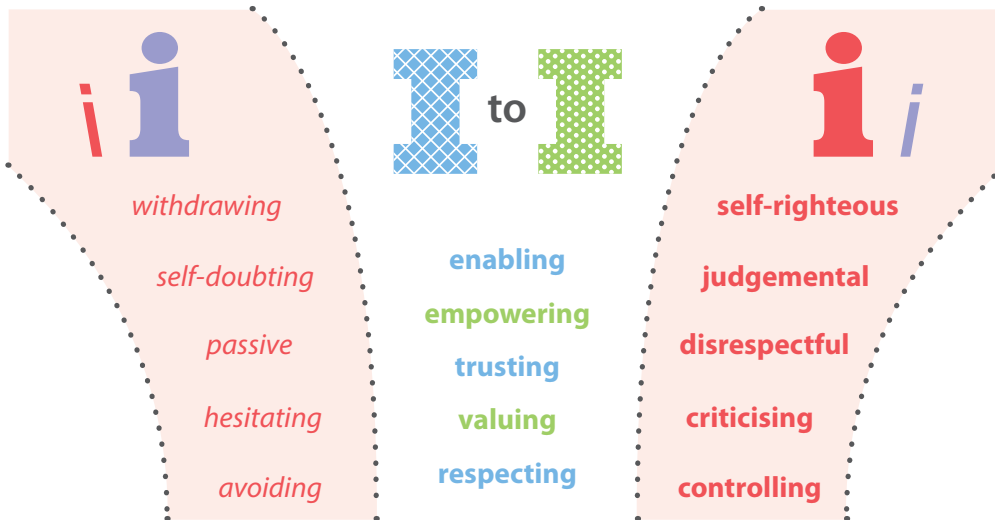 i i
withdrawing
self-doubting
passive
hesitating
avoiding
I to I
enabling
empowering
trusting
valuing
respecting
i i
self-righteous
judgemental
disrespectful
criticising
controlling